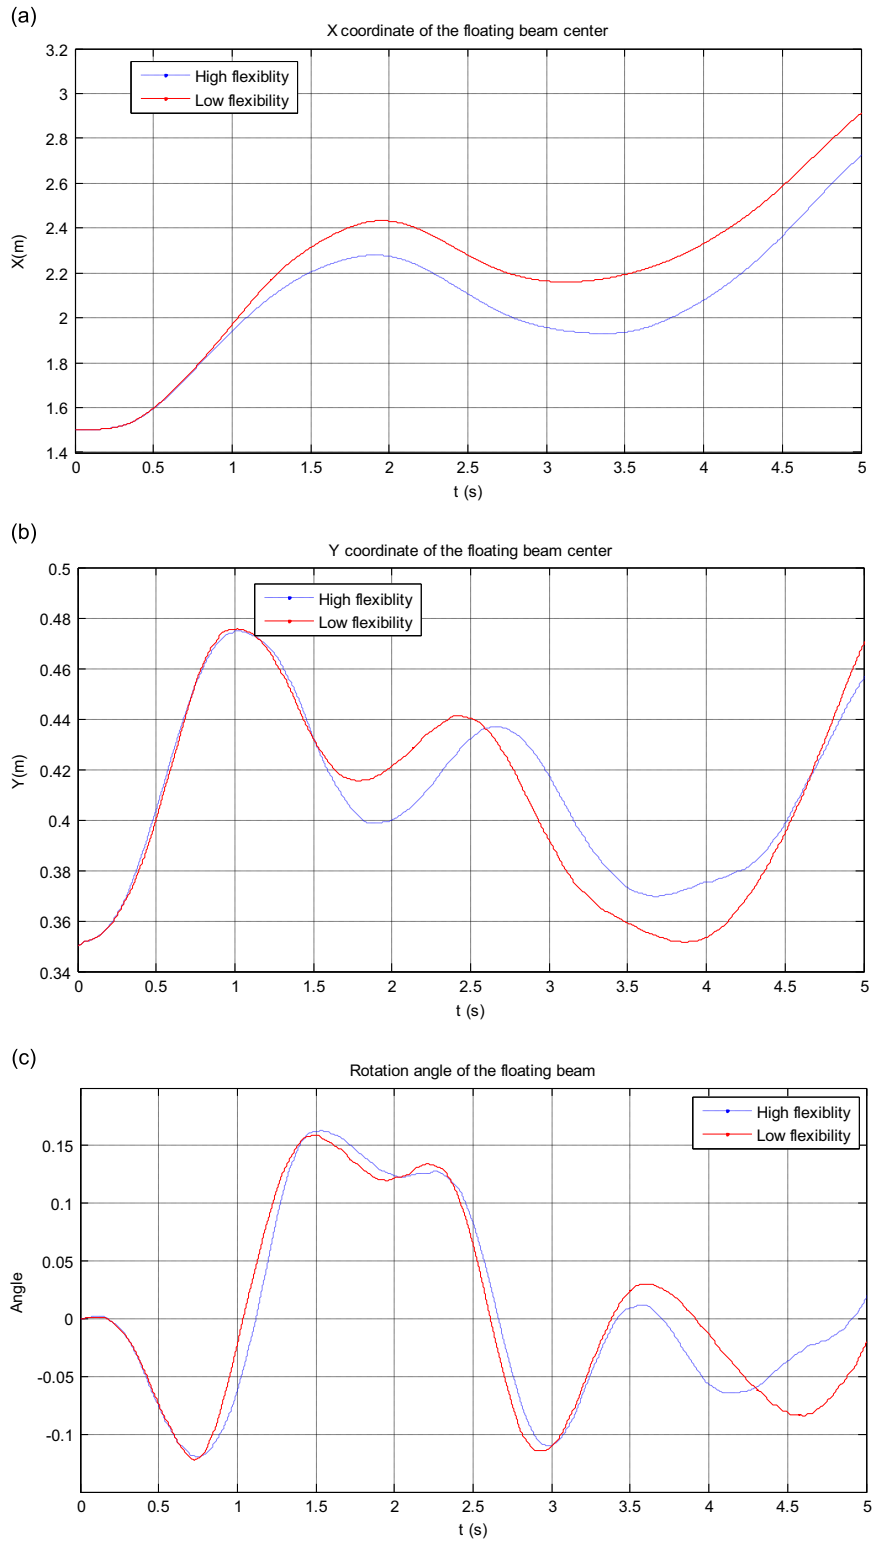 (a)
X coordinate of the floating beam center
3.2
3
2.8
2.6
2.4
2.2
2
1.8
1.6
1.4
X(m)
High flexiblity
Low flexibility
0 0.5 1 1.5 2 2.5 3 3.5 4 4.5 5
t (s)
(b)
Y coordinate of the floating beam center
0.5
0.48
0.46
0.44
0.42
0.4
0.38
0.36
0.34
Y(m)
High flexiblity
Low flexibility
0 0.5 1 1.5 2 2.5 3 3.5 4 4.5 5
t (s)
(c)
Rotation angle of the floating beam
0.15
0.1
0.05
0
-0.05
-0.1
Angle
High flexiblity
Low flexibility
0 0.5 1 1.5 2 2.5 3 3.5 4 4.5 5
t (s)